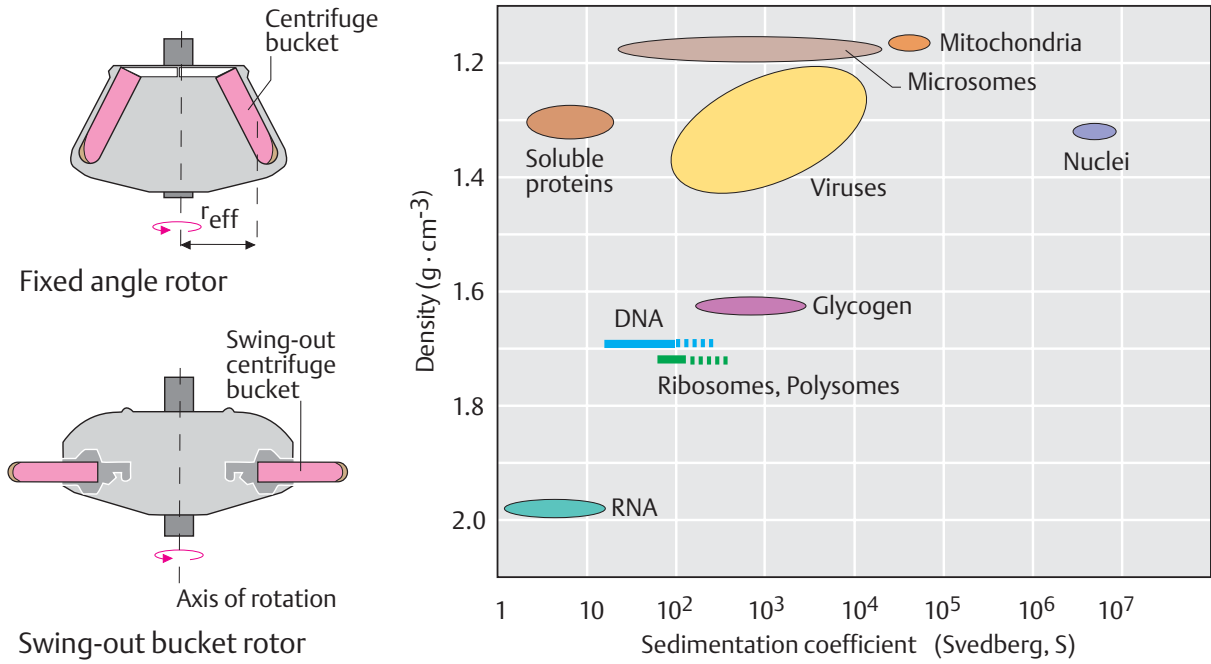 Centrifuge
bucket
r_eff
Fixed angle rotor
Swing-out
centrifuge
bucket
Axis of rotation
Swing-out bucket rotor
Density (g · cm⁻³)
1.2
1.4
1.6
1.8
2.0
Mitochondria
Microsomes
Soluble
proteins
Viruses
Nuclei
Glycogen
DNA
Ribosomes, Polysomes
RNA
1 10 10² 10³ 10⁴ 10⁵ 10⁶ 10⁷
Sedimentation coefficient (Svedberg, S)